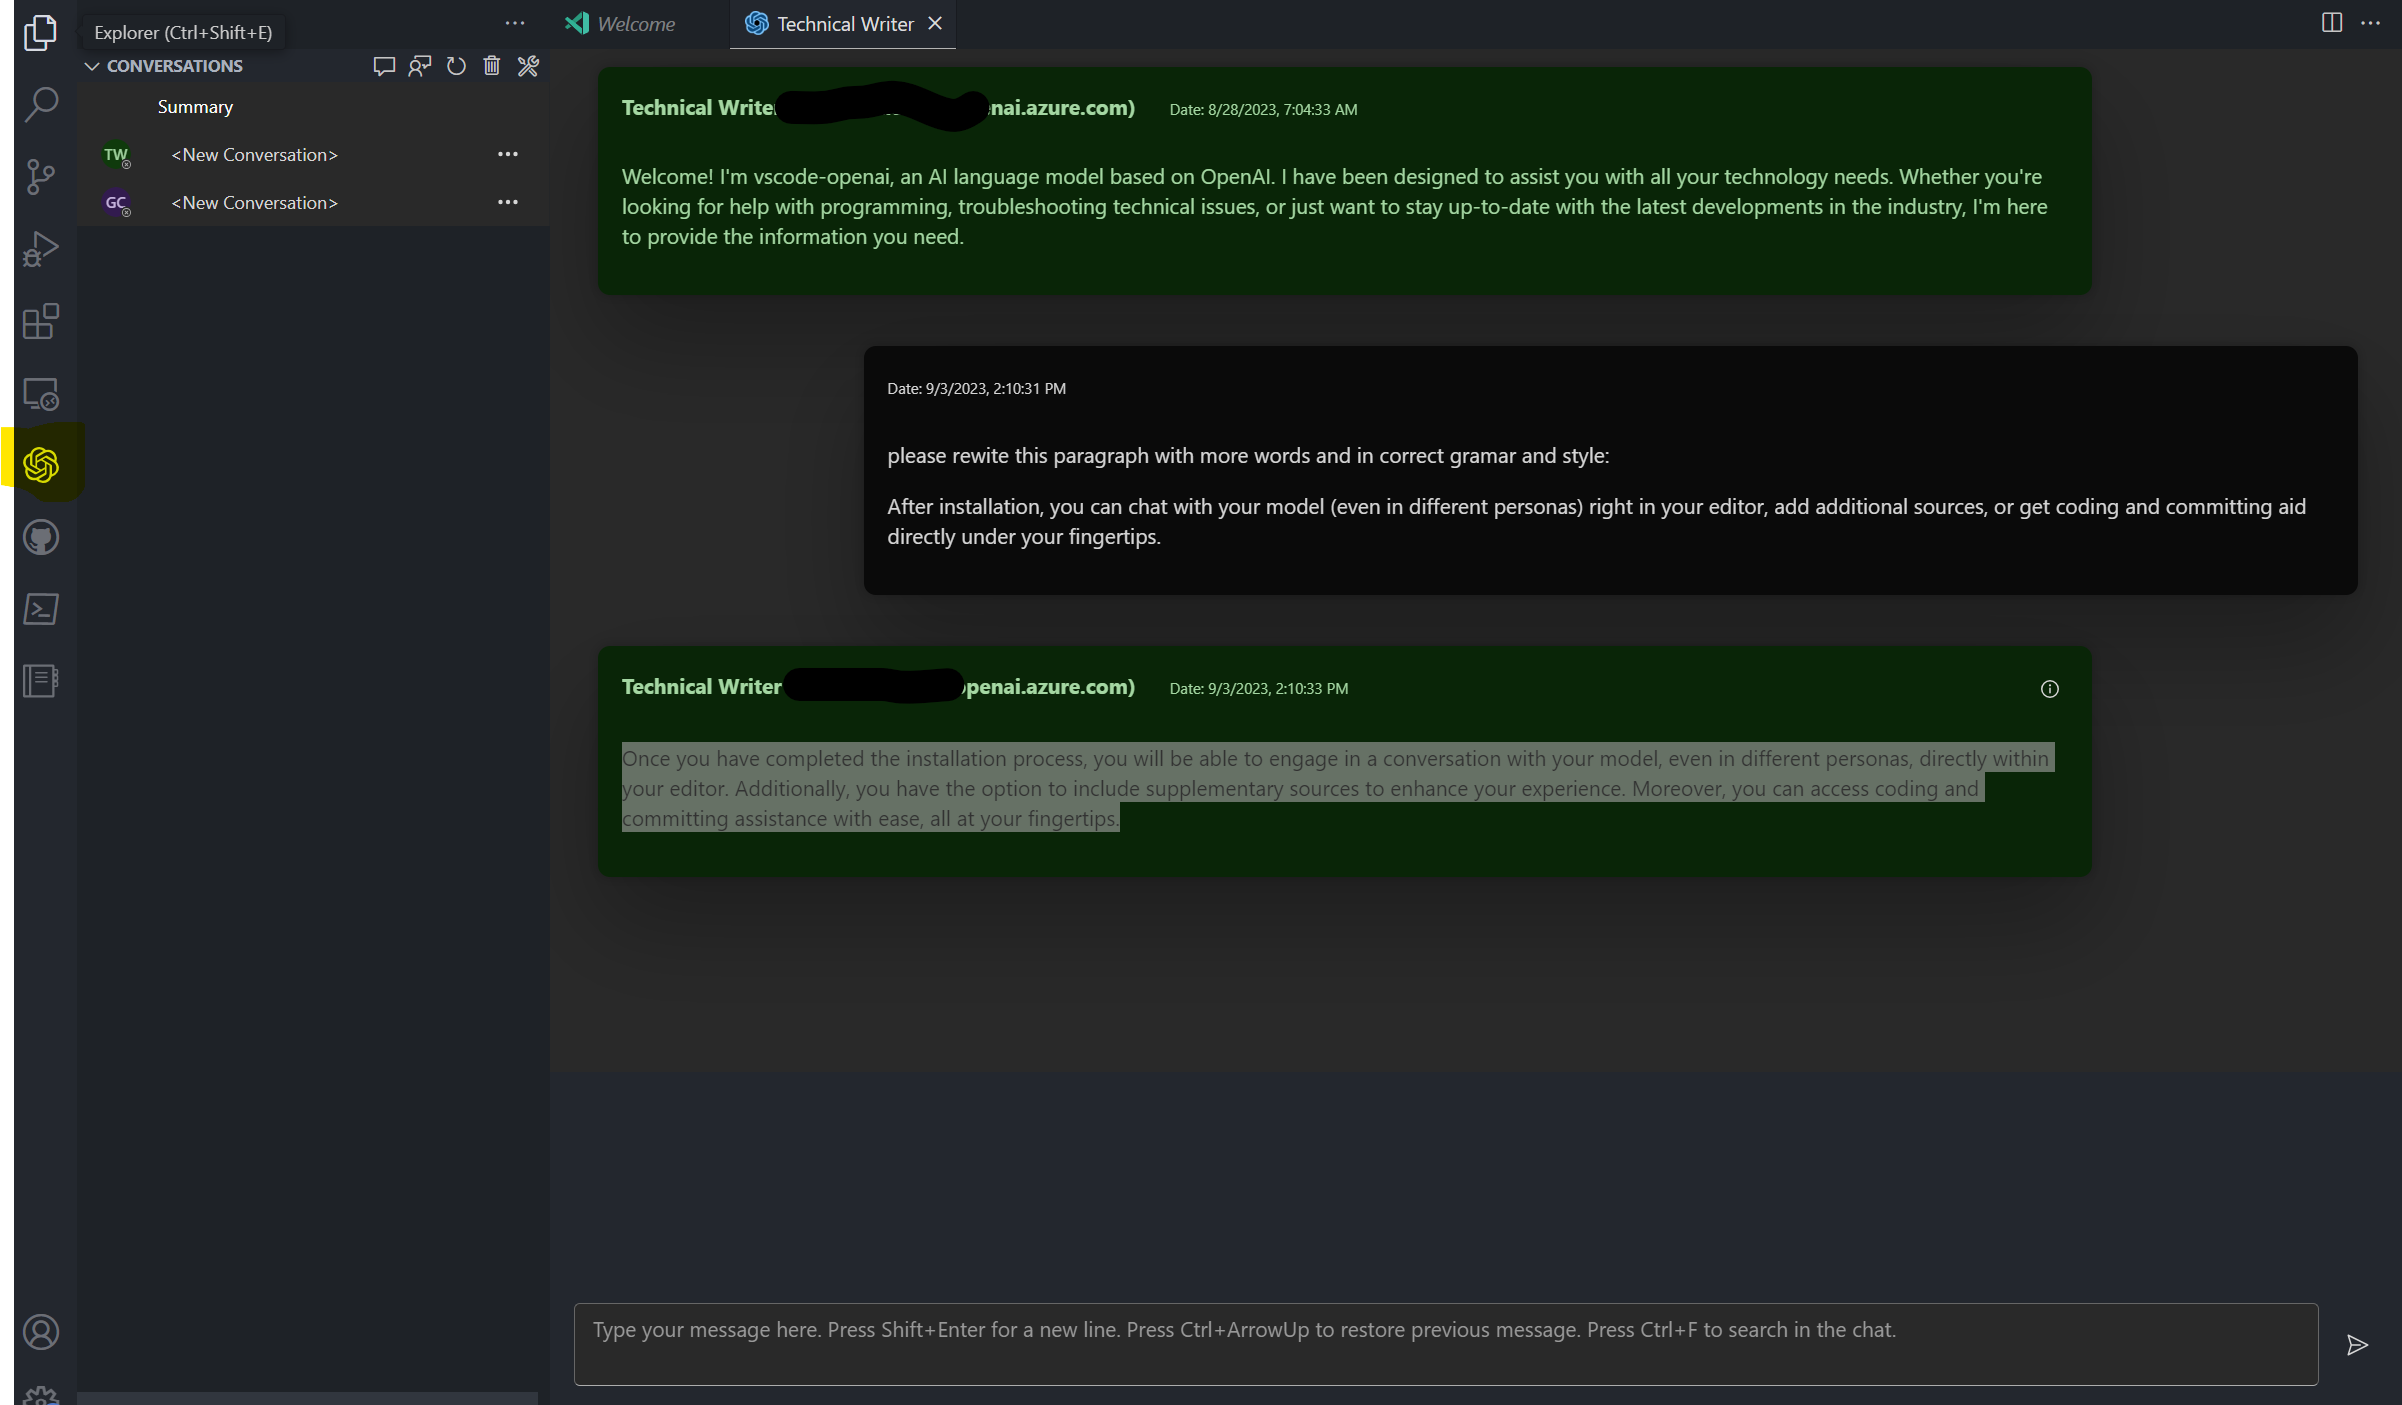 Explorer (Ctrl+Shift+E)
Welcome
Technical Writer
CONVERSATIONS
Summary
TW <New Conversation>
GC <New Conversation>
Technical Writer nai.azure.com) Date: 8/28/2023, 7:04:33 AM
Welcome! I'm vscode-openai, an AI language model based on OpenAI. I have been designed to assist you with all your technology needs. Whether you're
looking for help with programming, troubleshooting technical issues, or just want to stay up-to-date with the latest developments in the industry, I'm here
to provide the information you need.
Date: 9/3/2023, 2:10:31 PM
please rewite this paragraph with more words and in correct gramar and style:
After installation, you can chat with your model (even in different personas) right in your editor, add additional sources, or get coding and committing aid
directly under your fingertips.
Technical Writer penai.azure.com) Date: 9/3/2023, 2:10:33 PM
Once you have completed the installation process, you will be able to engage in a conversation with your model, even in different personas, directly within
your editor. Additionally, you have the option to include supplementary sources to enhance your experience. Moreover, you can access coding and
committing assistance with ease, all at your fingertips.
Type your message here. Press Shift+Enter for a new line. Press Ctrl+ArrowUp to restore previous message. Press Ctrl+F to search in the chat.